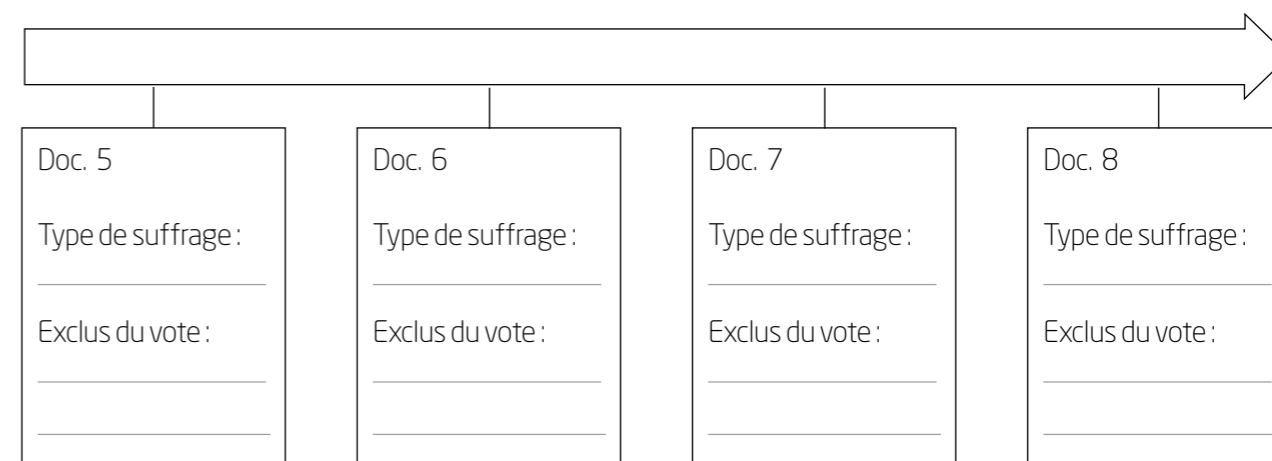 Doc. 5
Type de suffrage :
Exclus du vote :
Doc. 6
Type de suffrage :
Exclus du vote :
Doc. 7
Type de suffrage :
Exclus du vote :
Doc. 8
Type de suffrage :
Exclus du vote :